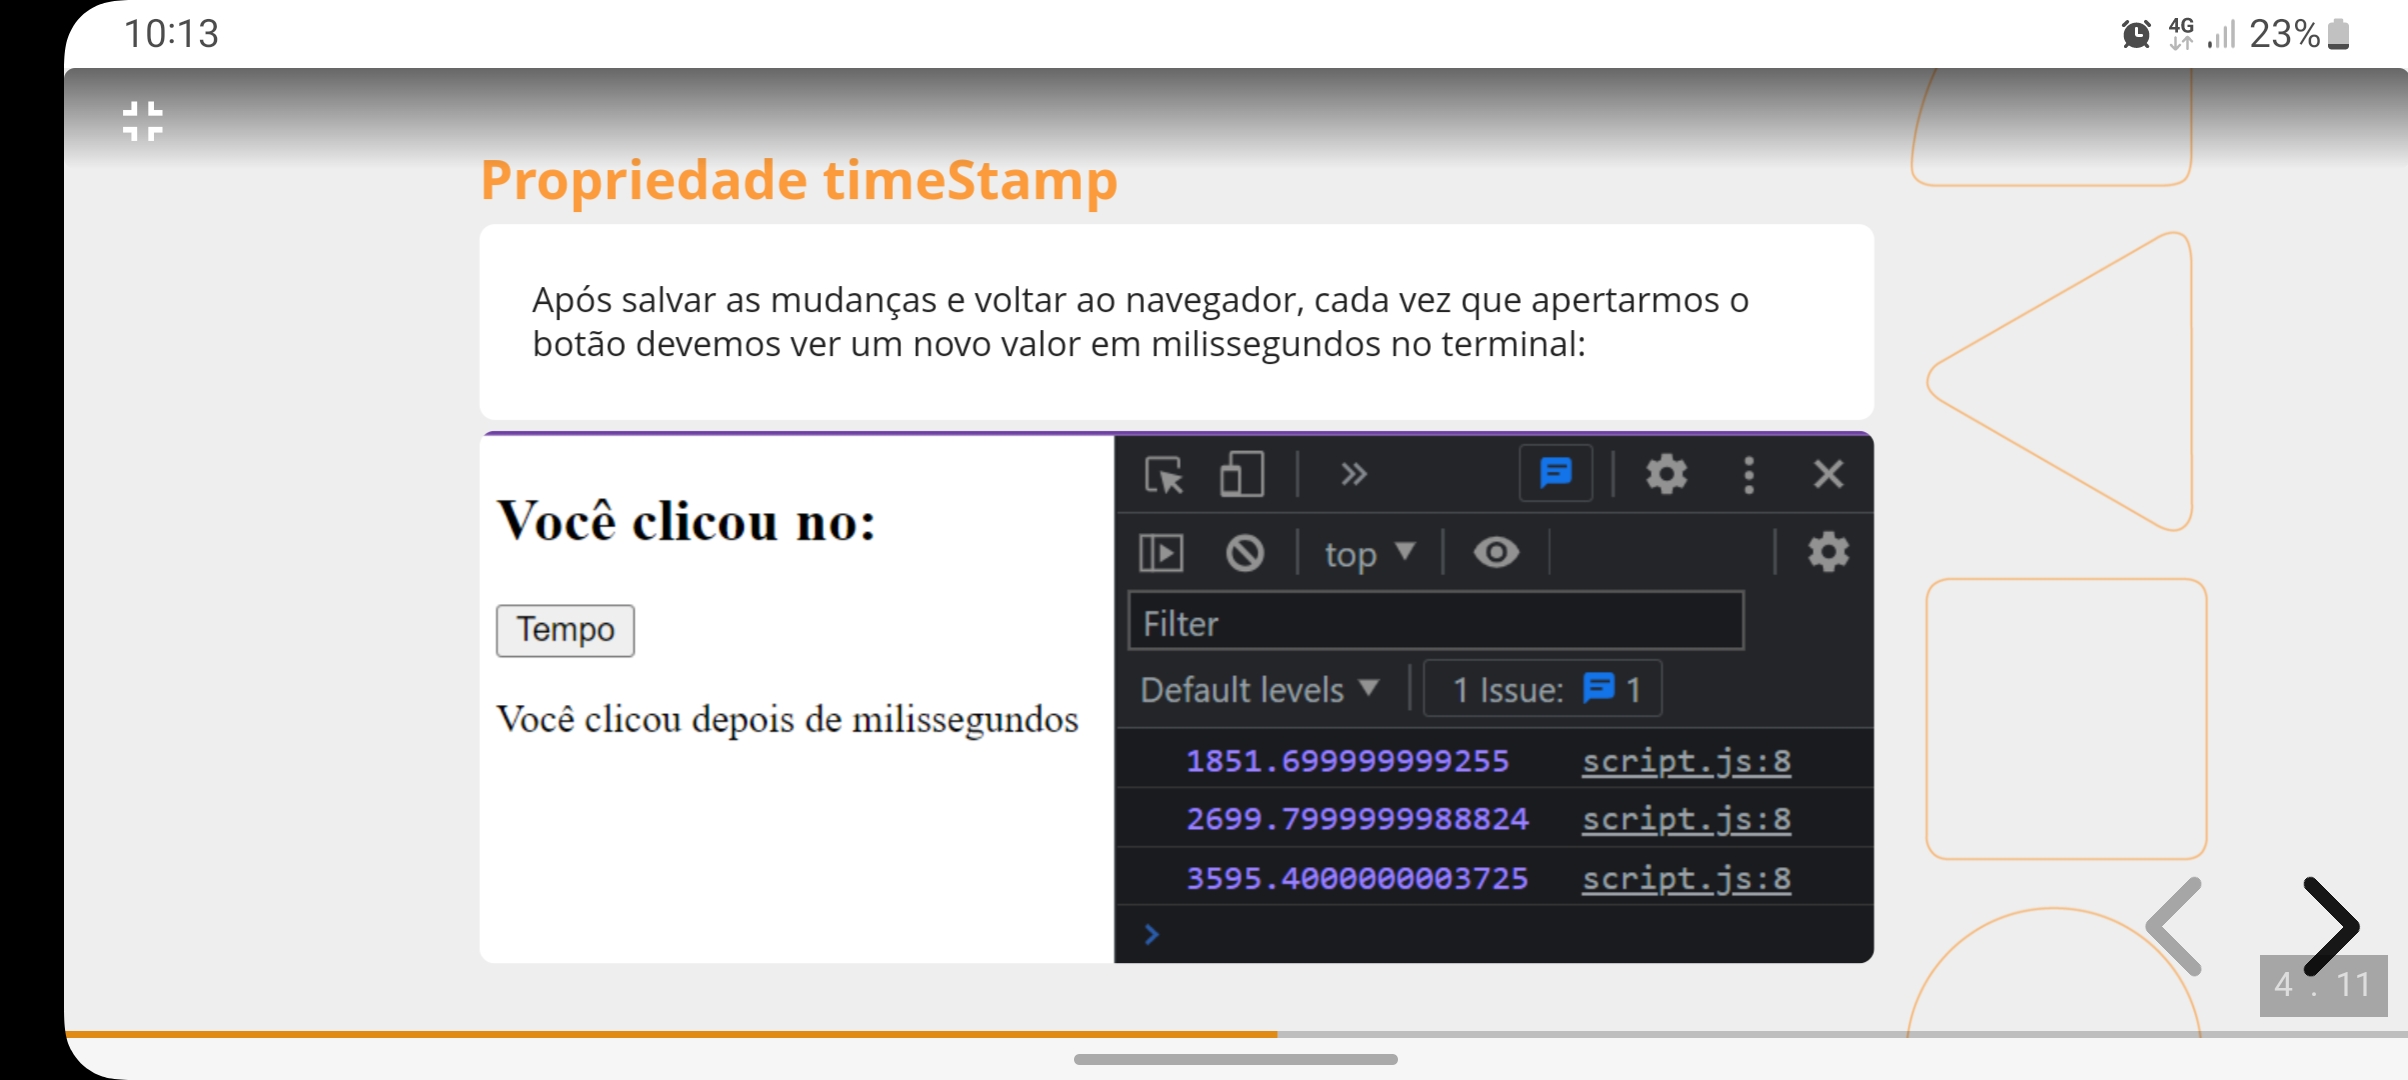 10:13
4G
23%
Propriedade timeStamp
Após salvar as mudanças e voltar ao navegador, cada vez que apertarmos o
botão devemos ver um novo valor em milissegundos no terminal:
Você clicou no:
Tempo
Você clicou depois de milissegundos
top
Filter
Default levels
1 Issue: 1
1851.699999999255 script.js:8
2699.7999999988824 script.js:8
3595.4000000003725 script.js:8
4 . 11